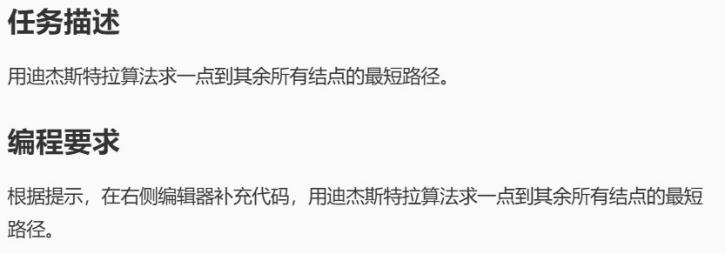 任务描述
用迪杰斯特拉算法求一点到其余所有结点的最短路径。
编程要求
根据提示，在右侧编辑器补充代码，用迪杰斯特拉算法求一点到其余所有结点的最短
路径。